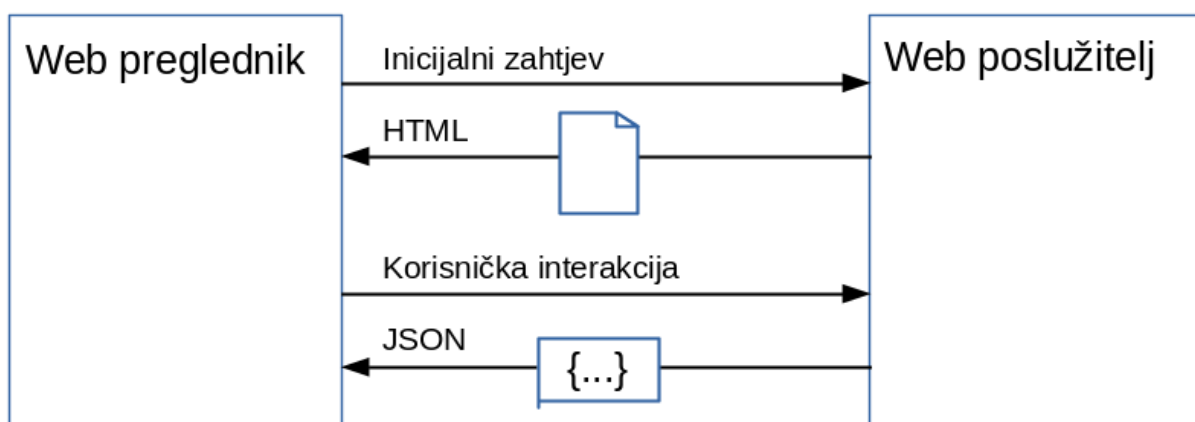 Web preglednik
Inicijalni zahtjev
Web poslužitelj
HTML
Korisnička interakcija
JSON
{...}